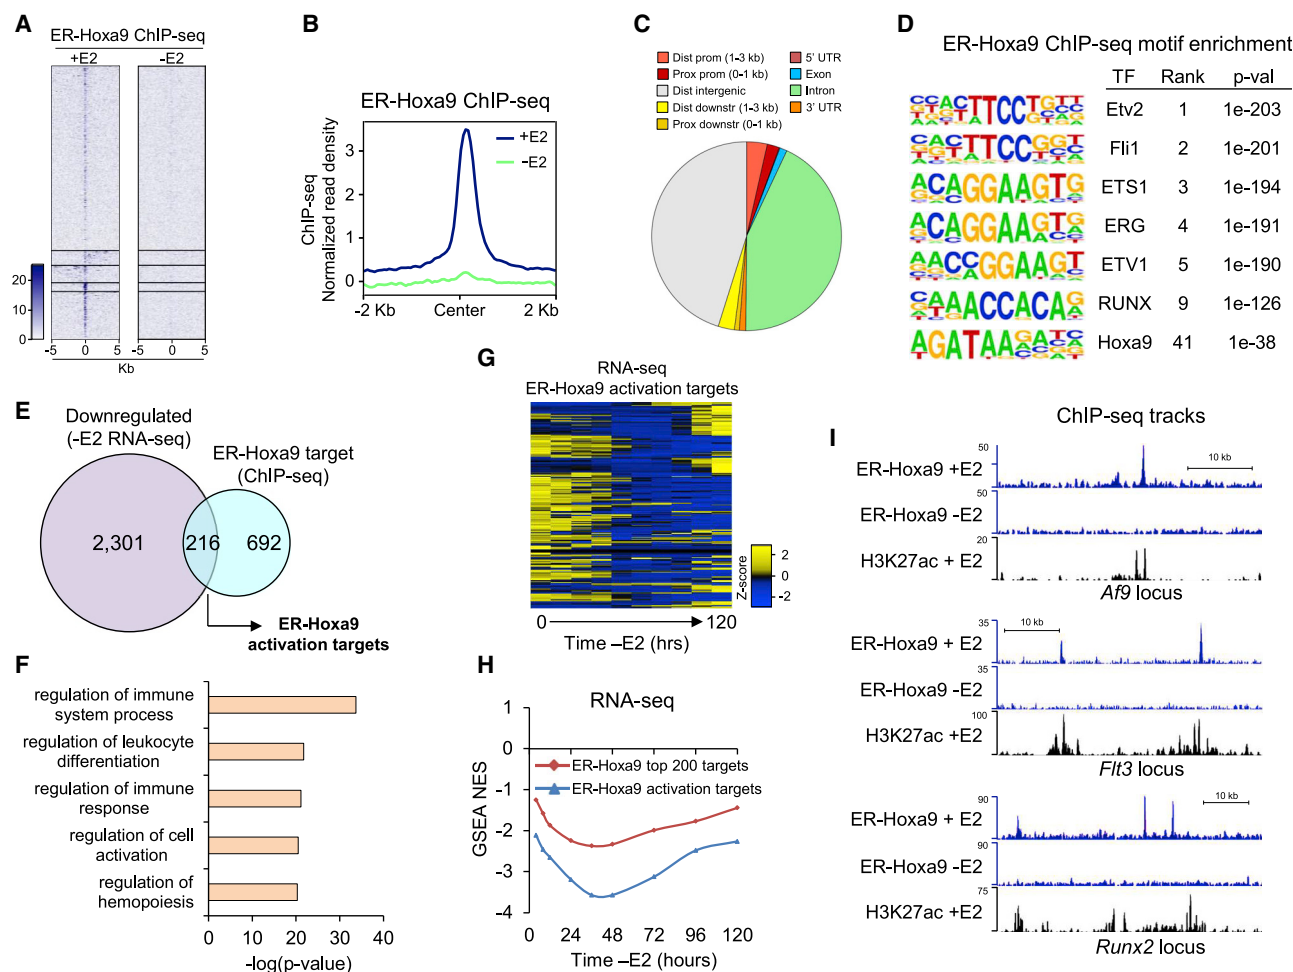 A
ER-Hoxa9 ChIP-seq
+E2
-E2
20
10
0
-5 0 5
-5 0 5
Kb
B
ER-Hoxa9 ChIP-seq
ChIP-seq
Normalized read density
3
2
1
0
+E2
-E2
-2 Kb Center 2 Kb
C
Dist prom (1-3 kb)
Prox prom (0-1 kb)
Dist intergenic
Dist downstr (1-3 kb)
Prox downstr (0-1 kb)
5' UTR
Exon
Intron
3' UTR
D
ER-Hoxa9 ChIP-seq motif enrichment
TF Rank p-val
Etv2 1 1e-203
Fli1 2 1e-201
ETS1 3 1e-194
ERG 4 1e-191
ETV1 5 1e-190
RUNX 9 1e-126
Hoxa9 41 1e-38
E
Downregulated
(-E2 RNA-seq)
ER-Hoxa9 target
(ChIP-seq)
2,301
216
692
ER-Hoxa9
activation targets
F
regulation of immune
system process
regulation of leukocyte
differentiation
regulation of immune
response
regulation of cell
activation
regulation of
hemopoiesis
0 10 20 30 40
-log(p-value)
G
RNA-seq
ER-Hoxa9 activation targets
Z-score
2
0
-2
0 120
Time –E2 (hrs)
H
RNA-seq
GSEA NES
0
-1
-2
-3
-4
ER-Hoxa9 top 200 targets
ER-Hoxa9 activation targets
0 24 48 72 96 120
Time –E2 (hours)
I
ChIP-seq tracks
ER-Hoxa9 +E2
50
10 kb
ER-Hoxa9 -E2
50
H3K27ac + E2
20
Af9 locus
ER-Hoxa9 + E2
35
10 kb
ER-Hoxa9 -E2
35
H3K27ac +E2
100
Flt3 locus
ER-Hoxa9 + E2
90
10 kb
ER-Hoxa9 -E2
90
H3K27ac +E2
75
Runx2 locus